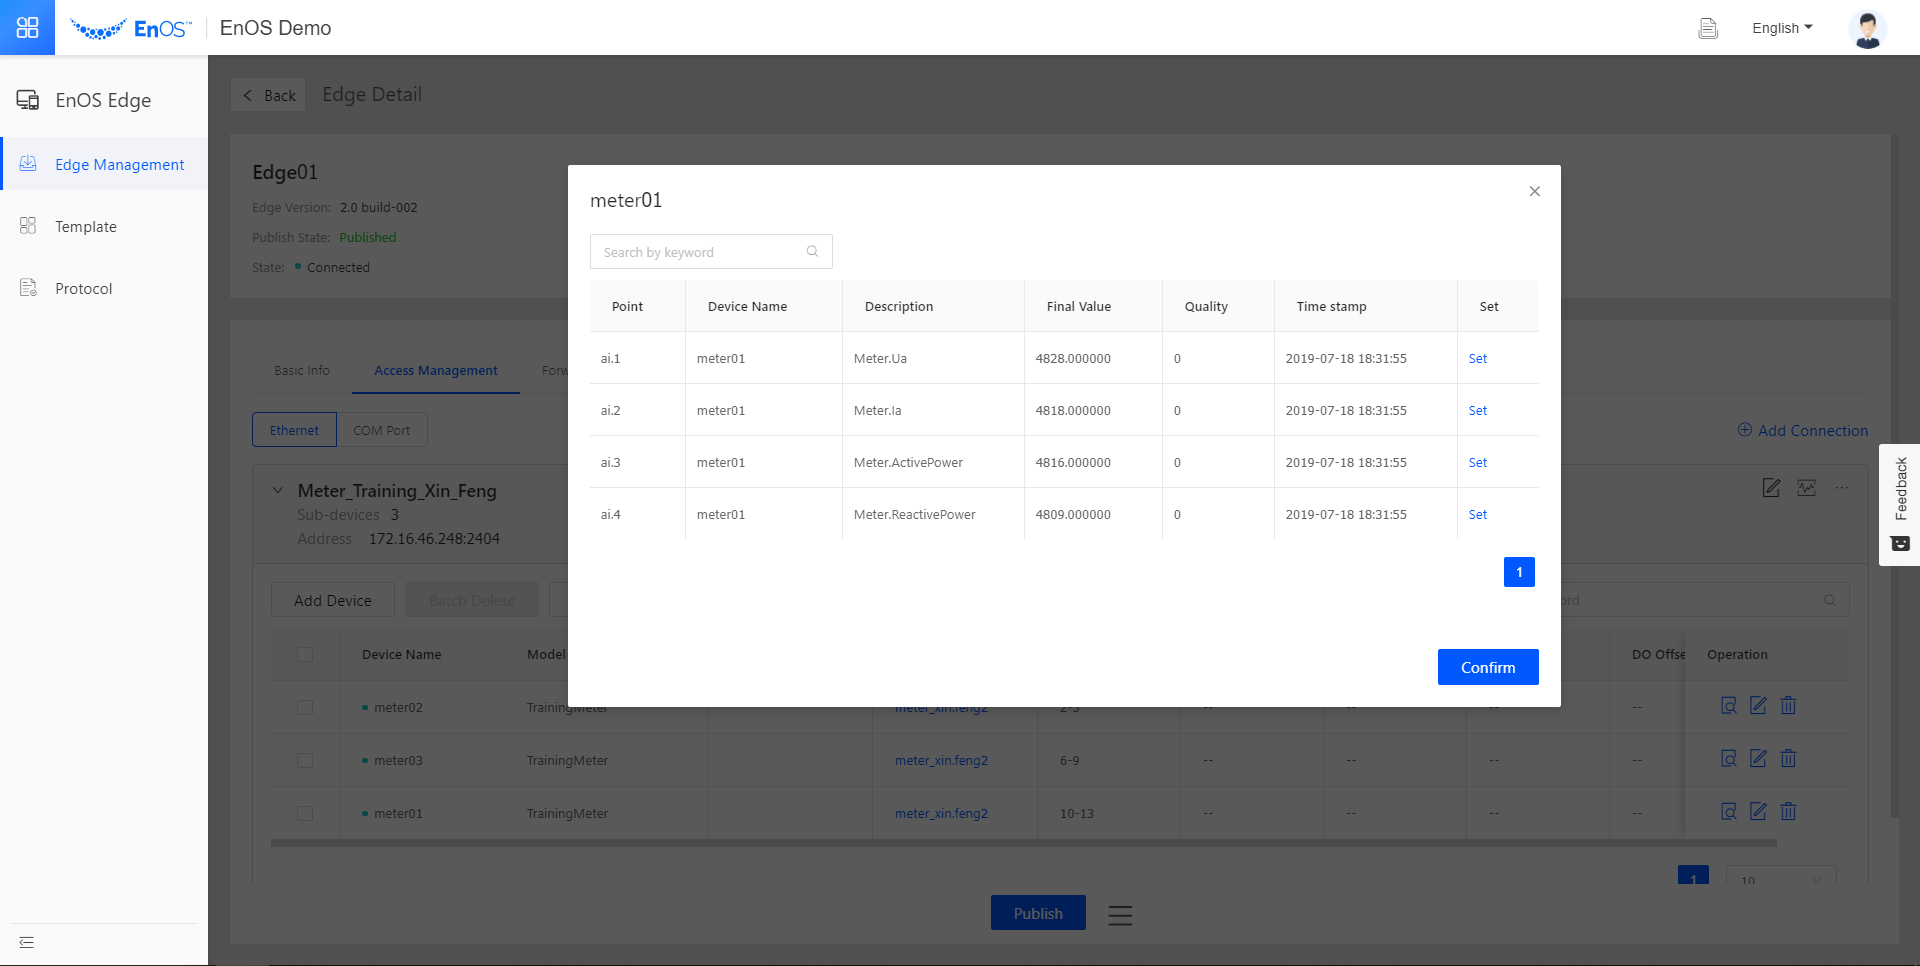 EnOS™ EnOS Demo English
EnOS Edge
Edge Management
Template
Protocol
Back Edge Detail
Edge01
Edge Version: 2.0 build-002
Publish State: Published
State: Connected
Basic Info Access Management
Ethernet COM Port Add Connection
Meter_Training_Xin_Feng
Sub-devices 3
Address 172.16.46.248:2404
Add Device Batch Delete
Device Name Model DO Offse Operation
meter02 TrainingMeter meter_xin.feng2 2-5 -- -- -- --
meter03 TrainingMeter meter_xin.feng2 6-9 -- -- -- --
meter01 TrainingMeter meter_xin.feng2 10-13 -- -- -- --
1 10
Publish
meter01
Search by keyword
Point Device Name Description Final Value Quality Time stamp Set
ai.1 meter01 Meter.Ua 4828.000000 0 2019-07-18 18:31:55 Set
ai.2 meter01 Meter.Ia 4818.000000 0 2019-07-18 18:31:55 Set
ai.3 meter01 Meter.ActivePower 4816.000000 0 2019-07-18 18:31:55 Set
ai.4 meter01 Meter.ReactivePower 4809.000000 0 2019-07-18 18:31:55 Set
1
Confirm
Feedback